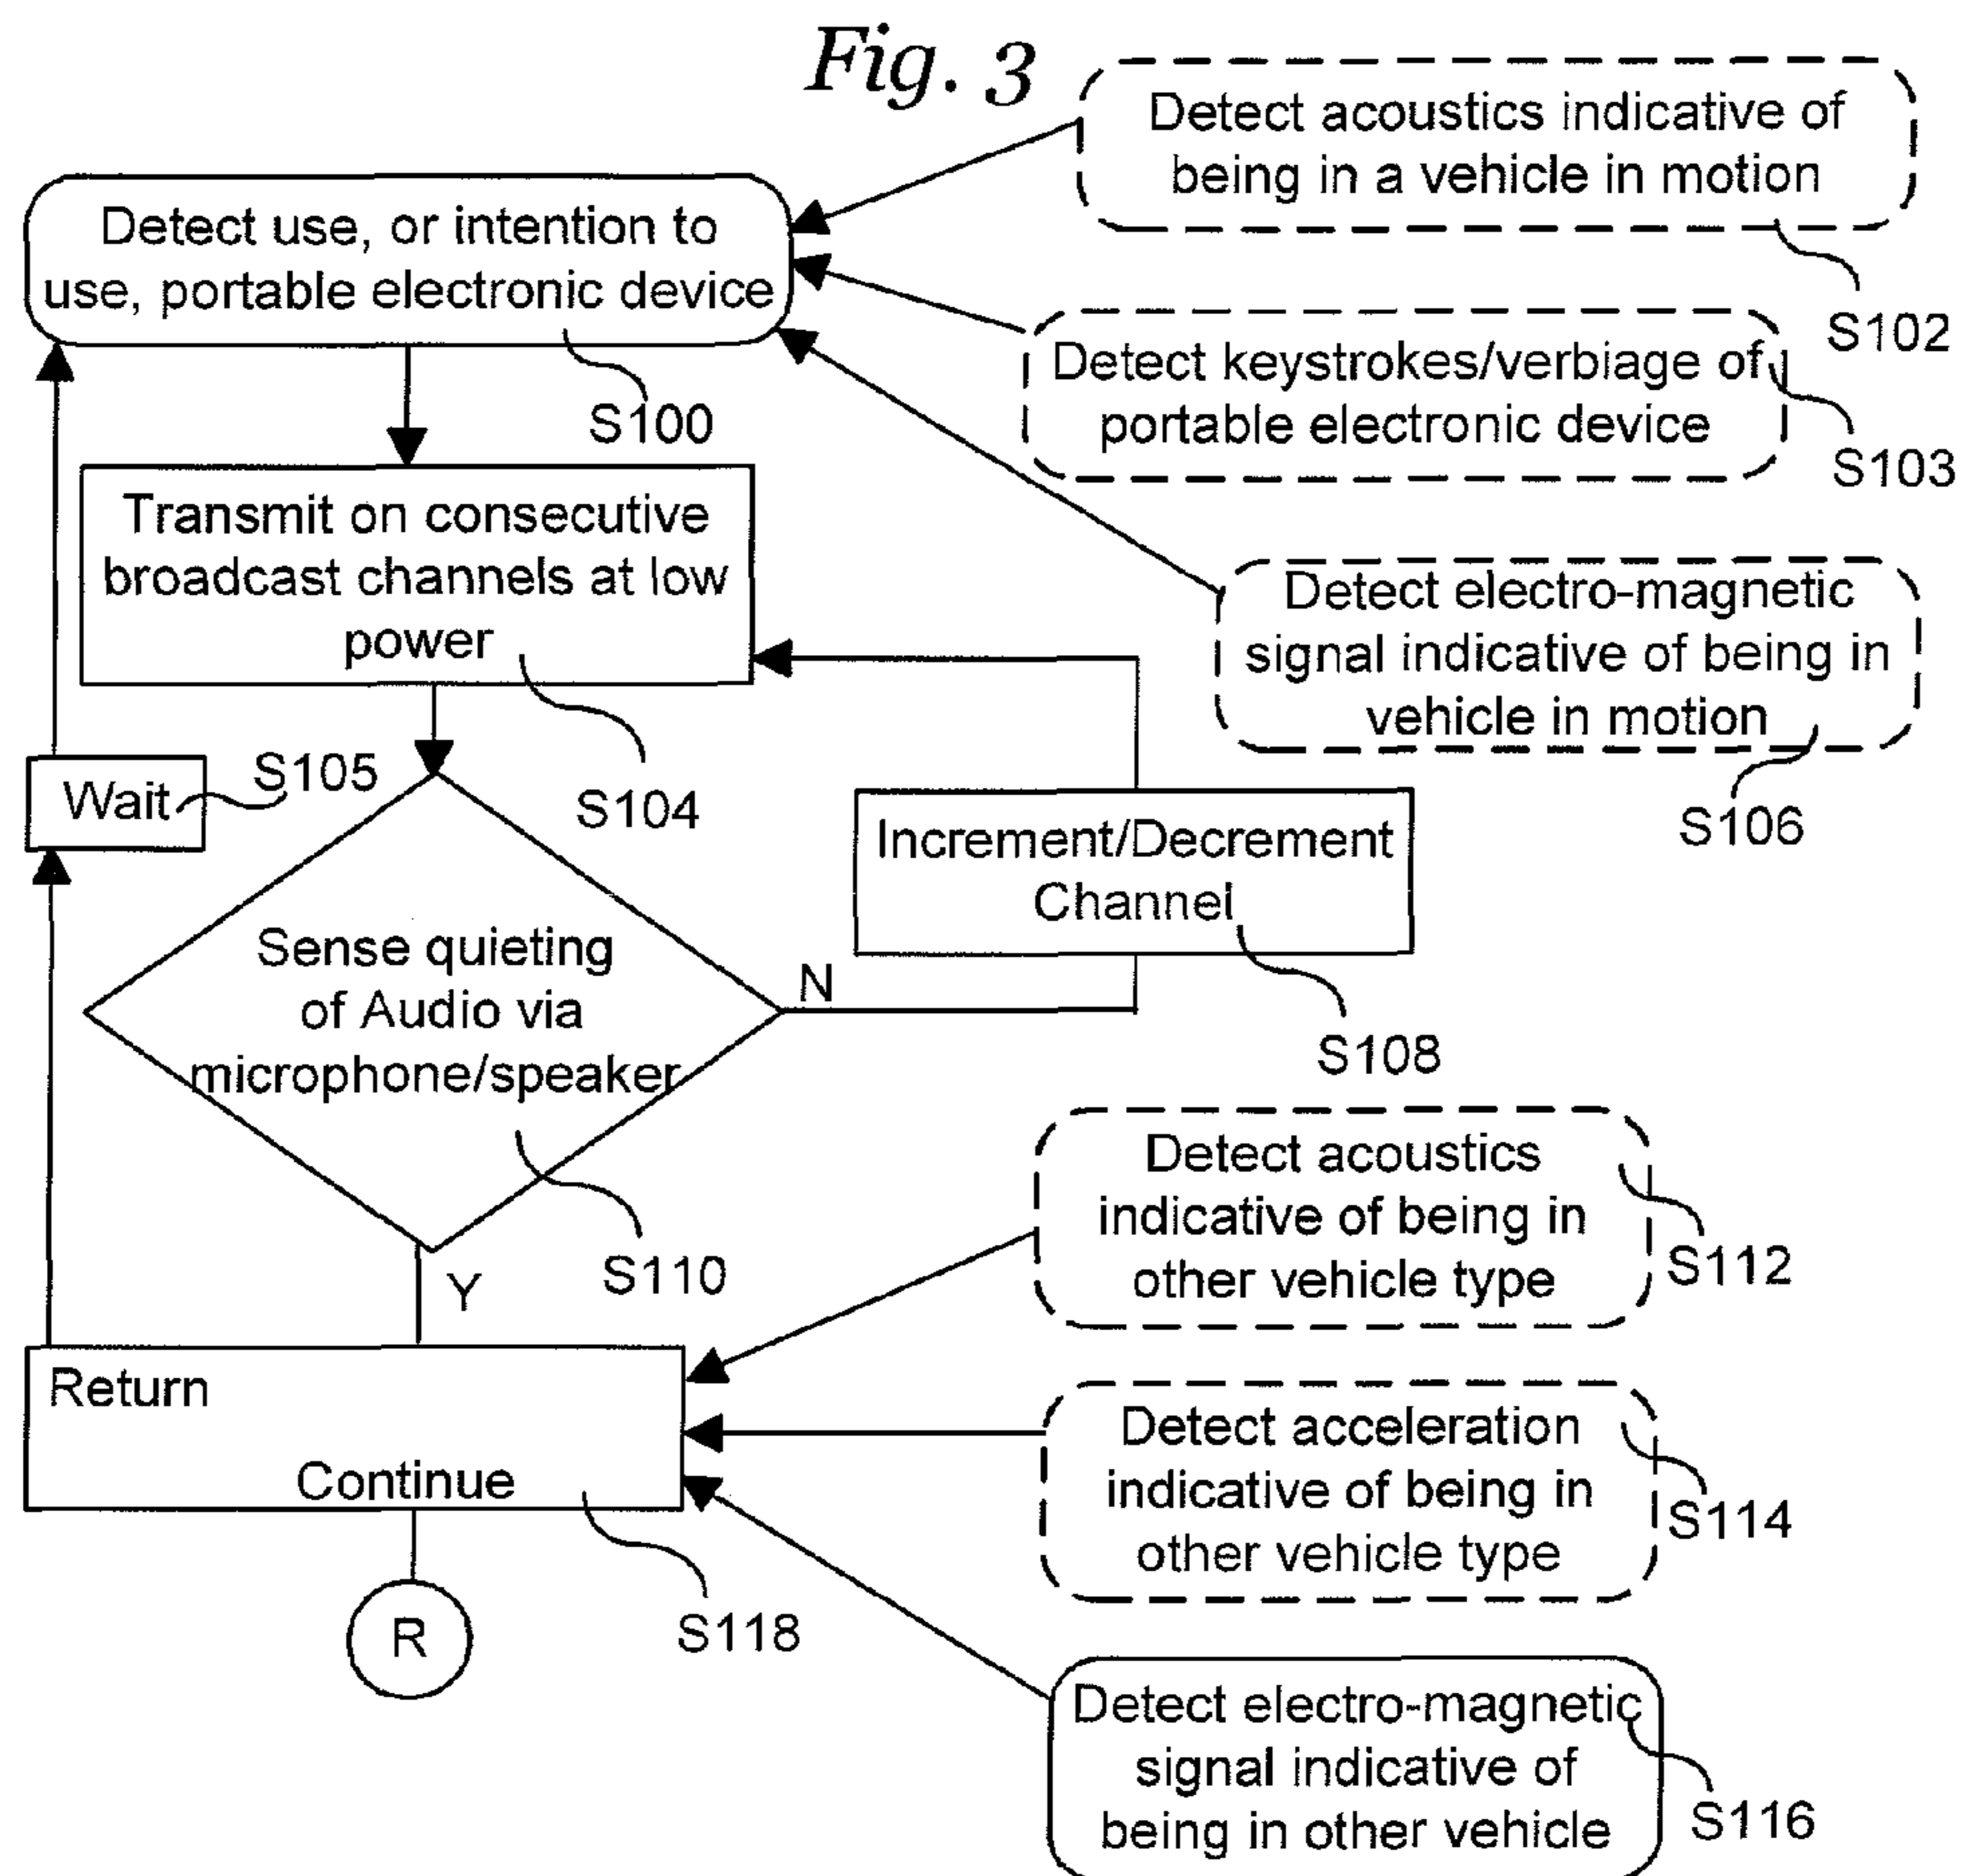 Fig. 3
Detect acoustics indicative of
being in a vehicle in motion
S102
Detect use, or intention to
use, portable electronic device
S100
Detect keystrokes/verbiage of
portable electronic device
S103
Transmit on consecutive
broadcast channels at low
power
S104
Detect electro-magnetic
signal indicative of being in
vehicle in motion
S106
Wait
S105
Increment/Decrement
Channel
S108
Sense quieting
of Audio via
microphone/speaker
N
S110
Y
Detect acoustics
indicative of being in
other vehicle type
S112
Return
Continue
S118
Detect acceleration
indicative of being in
other vehicle type
S114
R
Detect electro-magnetic
signal indicative of
being in other vehicle
S116